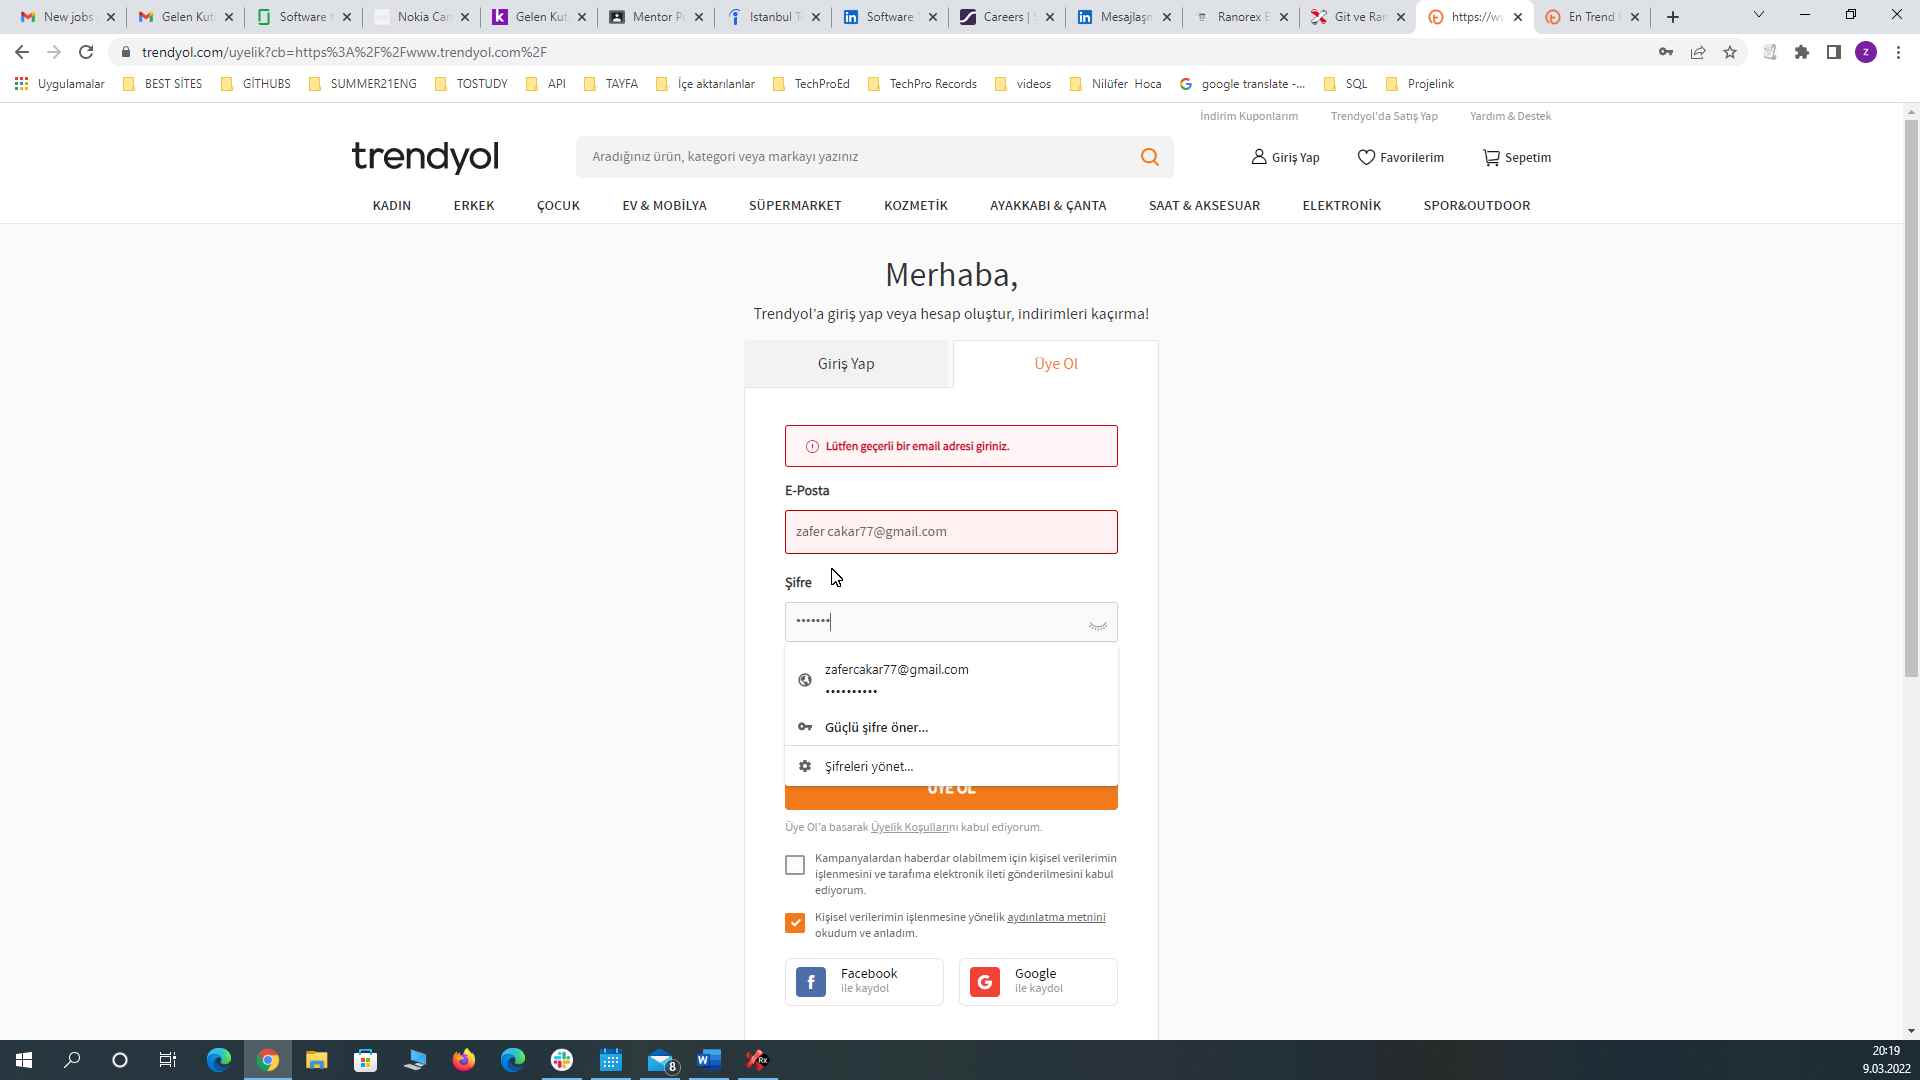 New jobs
Gelen Kut
Software
Nokia Car
Gelen Kut
Mentor P
Istanbul T
Software
Careers |
Mesajlaşn
Ranorex E
Git ve Ran
https://w
En Trend
trendyol.com/uyelik?cb=https%3A%2F%2Fwww.trendyol.com%2F
z
Uygulamalar
BEST SİTES
GİTHUBS
SUMMER21ENG
TOSTUDY
API
TAYFA
İçe aktarılanlar
TechProEd
TechPro Records
videos
Nilüfer Hoca
google translate -...
SQL
Projelink
İndirim Kuponlarım
Trendyol'da Satış Yap
Yardım & Destek
trendyol
Aradığınız ürün, kategori veya markayı yazınız
Giriş Yap
Favorilerim
Sepetim
KADIN
ERKEK
ÇOCUK
EV & MOBİLYA
SÜPERMARKET
KOZMETİK
AYAKKABI & ÇANTA
SAAT & AKSESUAR
ELEKTRONİK
SPOR&OUTDOOR
Merhaba,
Trendyol'a giriş yap veya hesap oluştur, indirimleri kaçırma!
Giriş Yap
Üye Ol
Lütfen geçerli bir email adresi giriniz.
E-Posta
zafer cakar77@gmail.com
Şifre
•••••••
zafercakar77@gmail.com
••••••••••
Güçlü şifre öner...
Şifreleri yönet...
ÜYE OL
Üye Ol'a basarak Üyelik Koşullarını kabul ediyorum.
Kampanyalardan haberdar olabilmem için kişisel verilerimin
işlenmesini ve tarafıma elektronik ileti gönderilmesini kabul
ediyorum.
Kişisel verilerimin işlenmesine yönelik aydınlatma metnini
okudum ve anladım.
Facebook
ile kaydol
Google
ile kaydol
8
20:19
9.03.2022